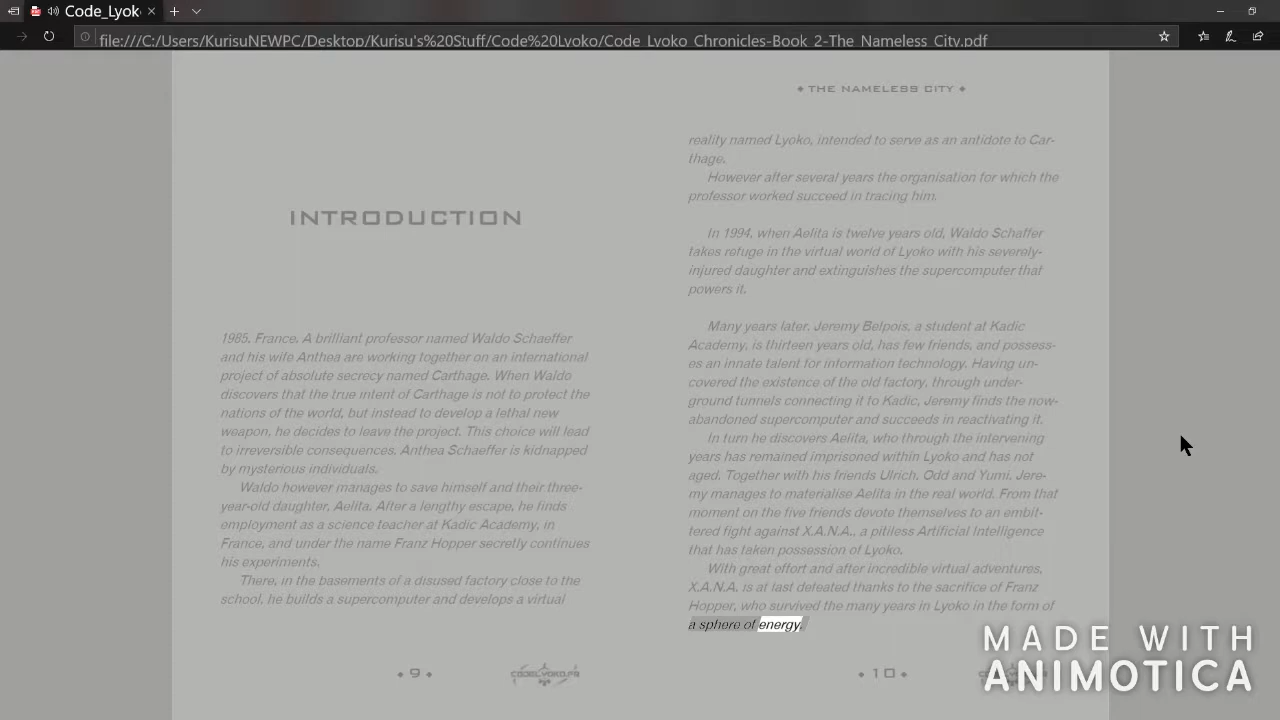 Code_Lyok
file:///C:/Users/KurisuNEWPC/Desktop/Kurisu's%20Stuff/Code%20Lyoko/Code_Lyoko_Chronicles-Book_2-The_Nameless_City.pdf
INTRODUCTION
1985. France. A brilliant professor named Waldo Schaeffer
and his wife Anthea are working together on an international
project of absolute secrecy named Carthage. When Waldo
discovers that the true intent of Carthage is not to protect the
nations of the world, but instead to develop a lethal new
weapon, he decides to leave the project. This choice will lead
to irreversible consequences. Anthea Schaeffer is kidnapped
by mysterious individuals.
Waldo however manages to save himself and their three-
year-old daughter, Aelita. After a lengthy escape, he finds
employment as a science teacher at Kadic Academy, in
France, and under the name Franz Hopper secretly continues
his experiments.
There, in the basements of a disused factory close to the
school, he builds a supercomputer and develops a virtual
9
CODELYOKO.FR
THE NAMELESS CITY
reality named Lyoko, intended to serve as an antidote to Car-
thage.
However after several years the organisation for which the
professor worked succeed in tracing him.
In 1994, when Aelita is twelve years old, Waldo Schaffer
takes refuge in the virtual world of Lyoko with his severely-
injured daughter and extinguishes the supercomputer that
powers it.
Many years later. Jeremy Belpois, a student at Kadic
Academy, is thirteen years old, has few friends, and possess-
es an innate talent for information technology. Having un-
covered the existence of the old factory, through under-
ground tunnels connecting it to Kadic, Jeremy finds the now-
abandoned supercomputer and succeeds in reactivating it.
In turn he discovers Aelita, who through the intervening
years has remained imprisoned within Lyoko and has not
aged. Together with his friends Ulrich, Odd and Yumi, Jere-
my manages to materialise Aelita in the real world. From that
moment on the five friends devote themselves to an embit-
tered fight against X.A.N.A., a pitiless Artificial Intelligence
that has taken possession of Lyoko.
With great effort and after incredible virtual adventures,
X.A.N.A. is at last defeated thanks to the sacrifice of Franz
Hopper, who survived the many years in Lyoko in the form of
a sphere of energy.
10
MADE WITH
ANIMOTICA